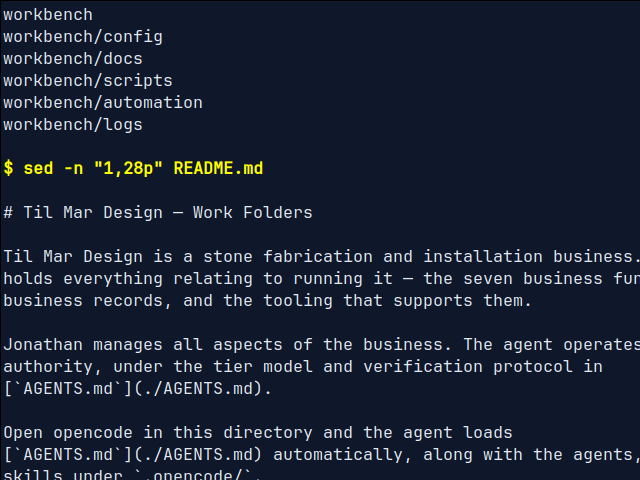 workbench
workbench/config
workbench/docs
workbench/scripts
workbench/automation
workbench/logs
$ sed -n "1,28p" README.md
# Til Mar Design — Work Folders
Til Mar Design is a stone fabrication and installation business.
holds everything relating to running it — the seven business fun
business records, and the tooling that supports them.
Jonathan manages all aspects of the business. The agent operates
authority, under the tier model and verification protocol in
[`AGENTS.md`](./AGENTS.md).
Open opencode in this directory and the agent loads
[`AGENTS.md`](./AGENTS.md) automatically, along with the agents,
skills under `.opencode/`.